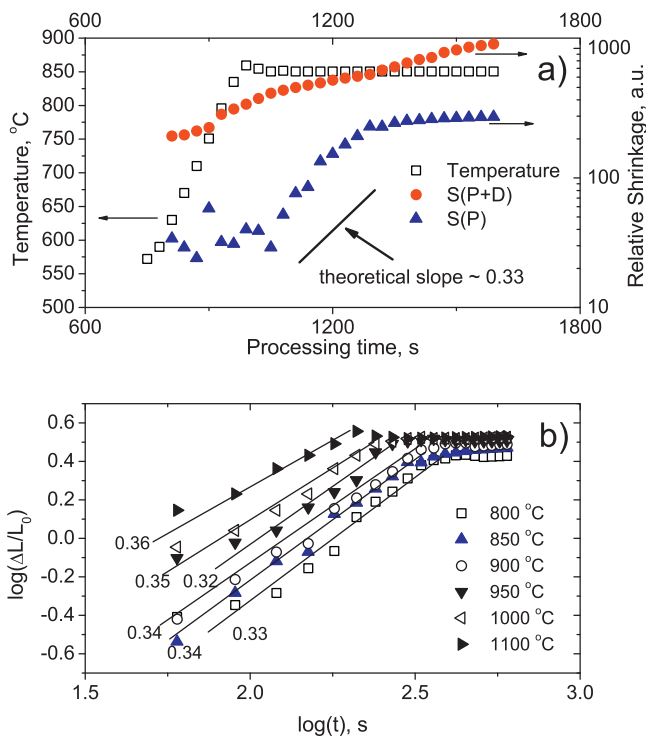 600 1200 1800
900
850
800
750
700
650
600
550
500
Temperature, °C
a)
1000
100
10
Relative Shrinkage, a.u.
Temperature
S(P+D)
S(P)
theoretical slope ~ 0.33
600 1200 1800
Processing time, s
0.6
0.4
0.2
0.0
-0.2
-0.4
-0.6
log(ΔL/L0)
b)
0.36
0.35
0.32
0.34
0.34
0.33
800 °C
850 °C
900 °C
950 °C
1000 °C
1100 °C
1.5 2.0 2.5 3.0
log(t), s